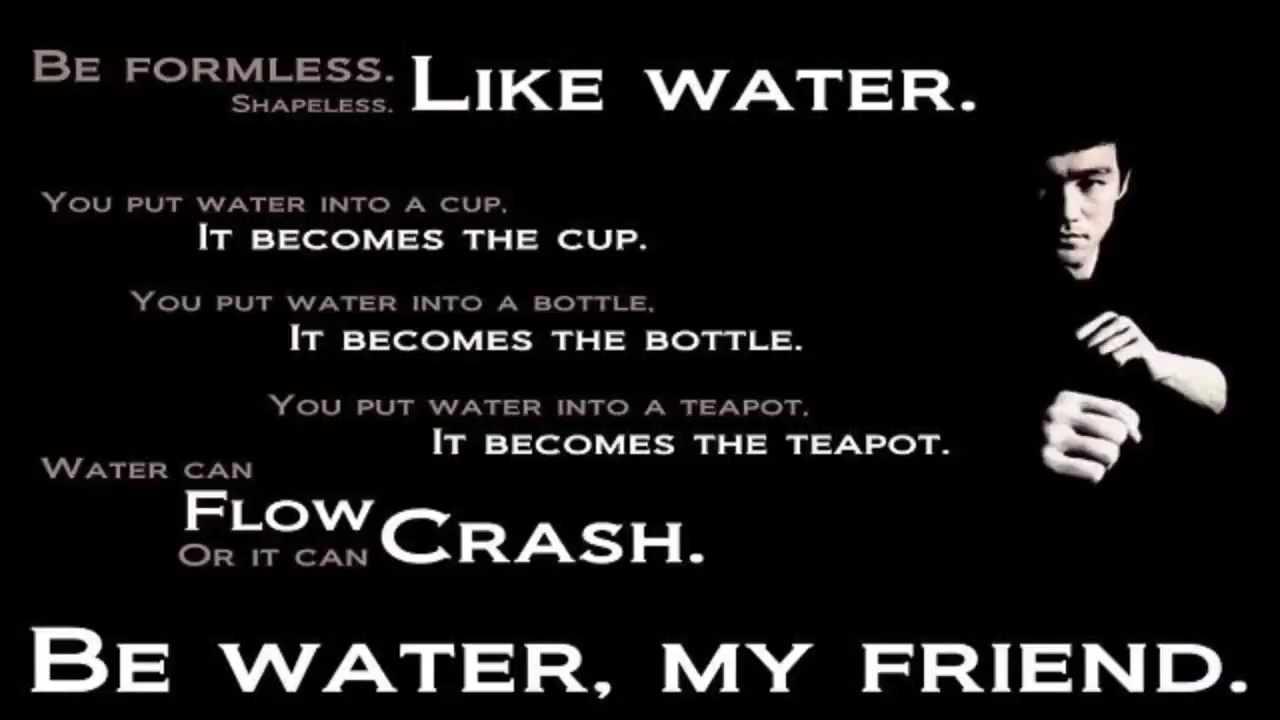 Be formless.
Shapeless.
Like water.
You put water into a cup.
It becomes the cup.
You put water into a bottle.
It becomes the bottle.
You put water into a teapot.
It becomes the teapot.
Water can
Flow
Or it can
Crash.
Be water, my friend.